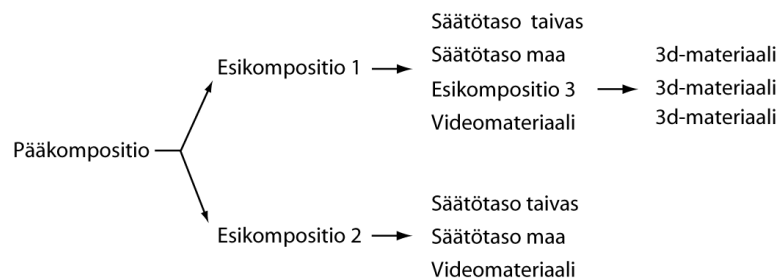 Säätötaso taivas
Säätötaso maa
3d-materiaali
Esikompositio 1
Esikompositio 3
3d-materiaali
Videomateriaali
3d-materiaali
Pääkompositio
Säätötaso taivas
Esikompositio 2
Säätötaso maa
Videomateriaali